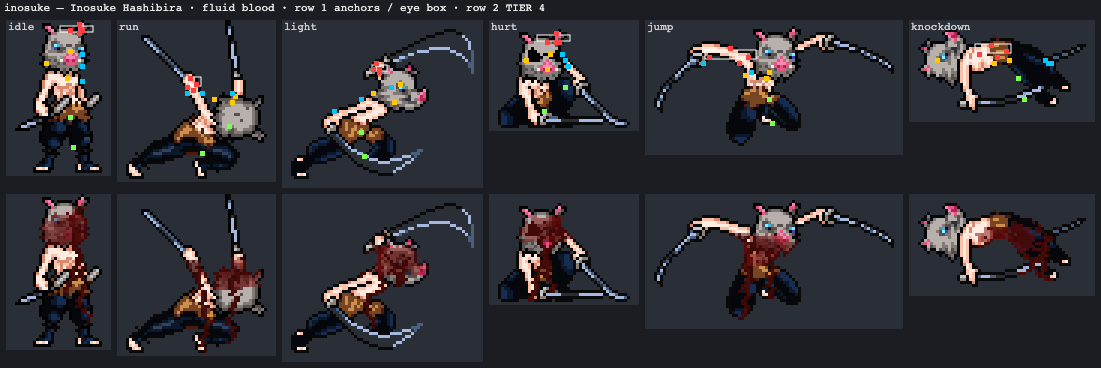 inosuke — Inosuke Hashibira · fluid blood · row 1 anchors / eye box · row 2 TIER 4
idle
run
light
hurt
jump
knockdown